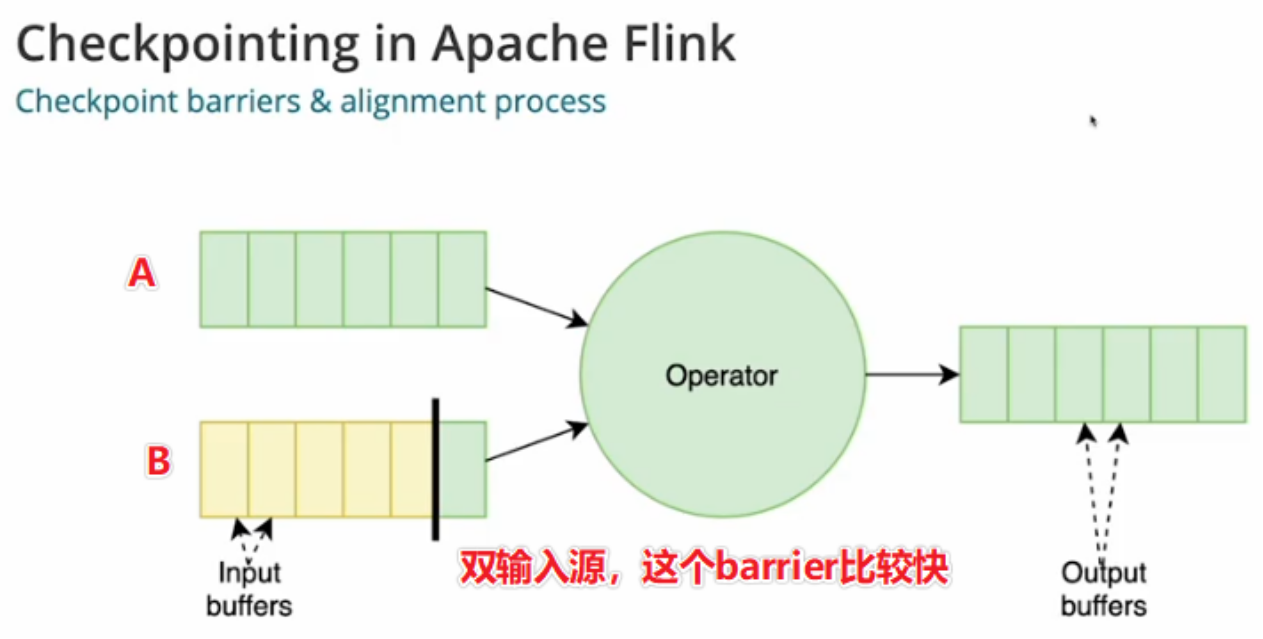 Checkpointing in Apache Flink
Checkpoint barriers & alignment process
A
Operator
B
双输入源，这个barrier比较快
Input
buffers
Output
buffers